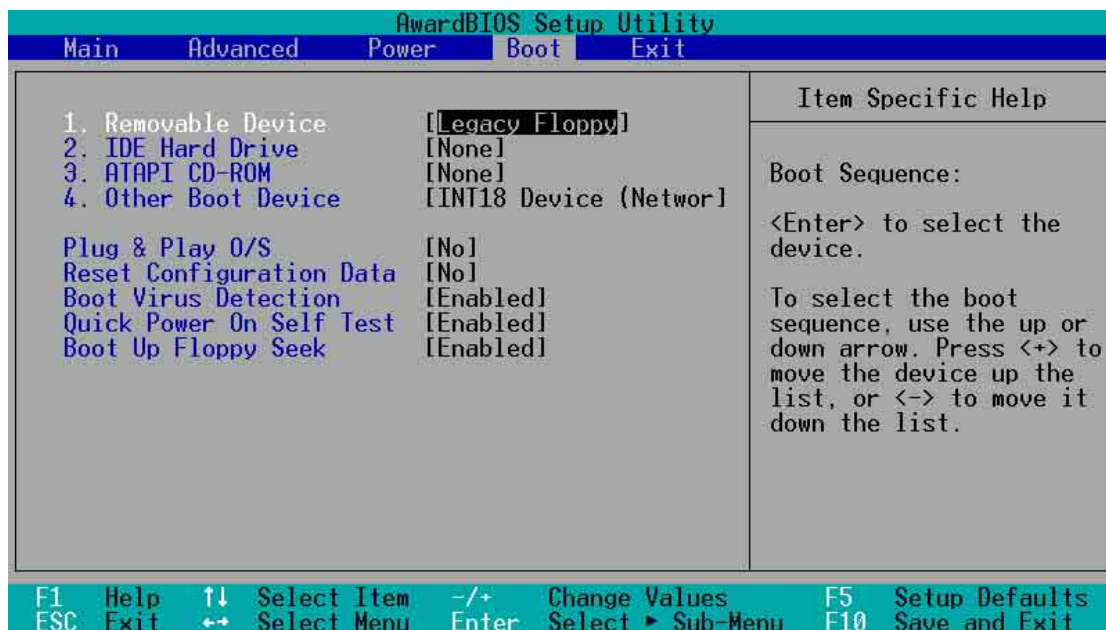 AwardBIOS Setup Utility
Main Advanced Power Boot Exit
1. Removable Device [Legacy Floppy]
2. IDE Hard Drive [None]
3. ATAPI CD-ROM [None]
4. Other Boot Device [INT18 Device (Networ]
Plug & Play O/S [No]
Reset Configuration Data [No]
Boot Virus Detection [Enabled]
Quick Power On Self Test [Enabled]
Boot Up Floppy Seek [Enabled]
Item Specific Help
Boot Sequence:
<Enter> to select the
device.
To select the boot
sequence, use the up or
down arrow. Press <+> to
move the device up the
list, or <-> to move it
down the list.
F1 Help ↑↓ Select Item -/+ Change Values F5 Setup Defaults
ESC Exit ←→ Select Menu Enter Select ► Sub-Menu F10 Save and Exit